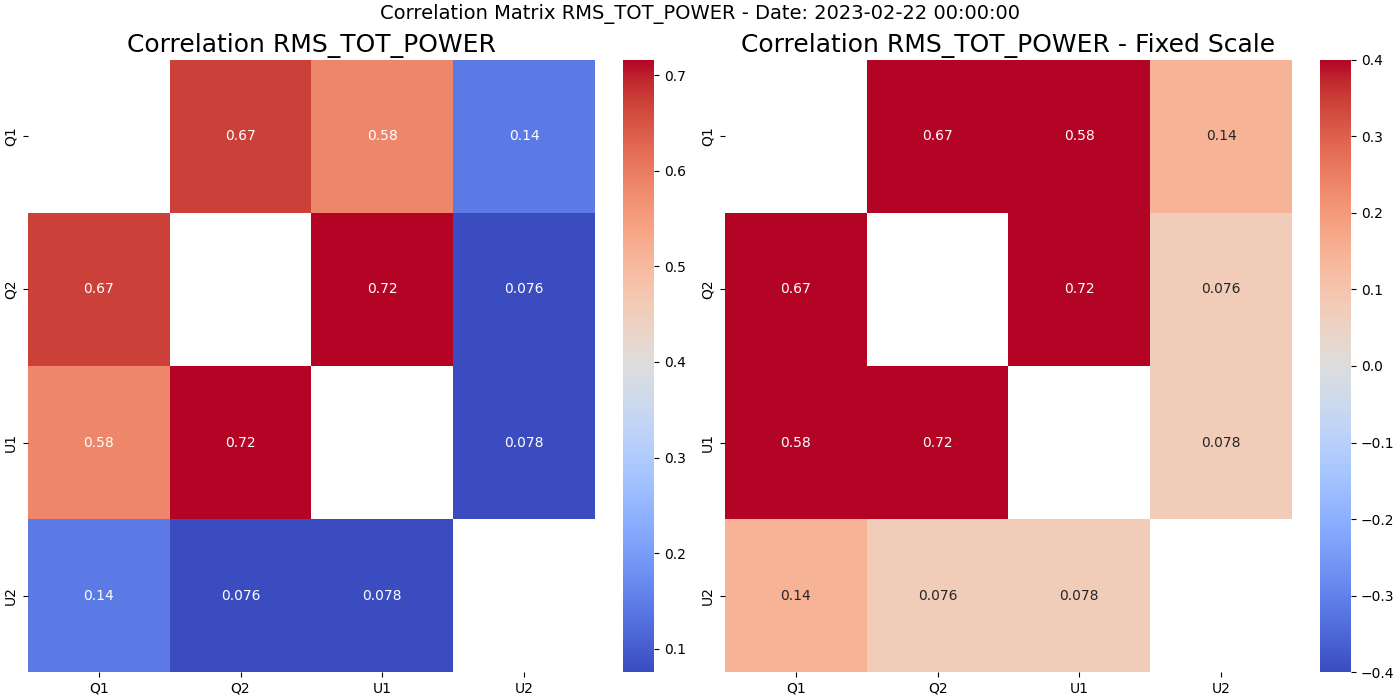 Correlation Matrix RMS_TOT_POWER - Date: 2023-02-22 00:00:00
Correlation RMS_TOT_POWER
Q1
0.67
0.58
0.14
Q2
0.67
0.72
0.076
U1
0.58
0.72
0.078
U2
0.14
0.076
0.078
Q1
Q2
U1
U2
0.7
0.6
0.5
0.4
0.3
0.2
0.1
Correlation RMS_TOT_POWER - Fixed Scale
Q1
0.67
0.58
0.14
Q2
0.67
0.72
0.076
U1
0.58
0.72
0.078
U2
0.14
0.076
0.078
Q1
Q2
U1
U2
0.4
0.3
0.2
0.1
0.0
−0.1
−0.2
−0.3
−0.4